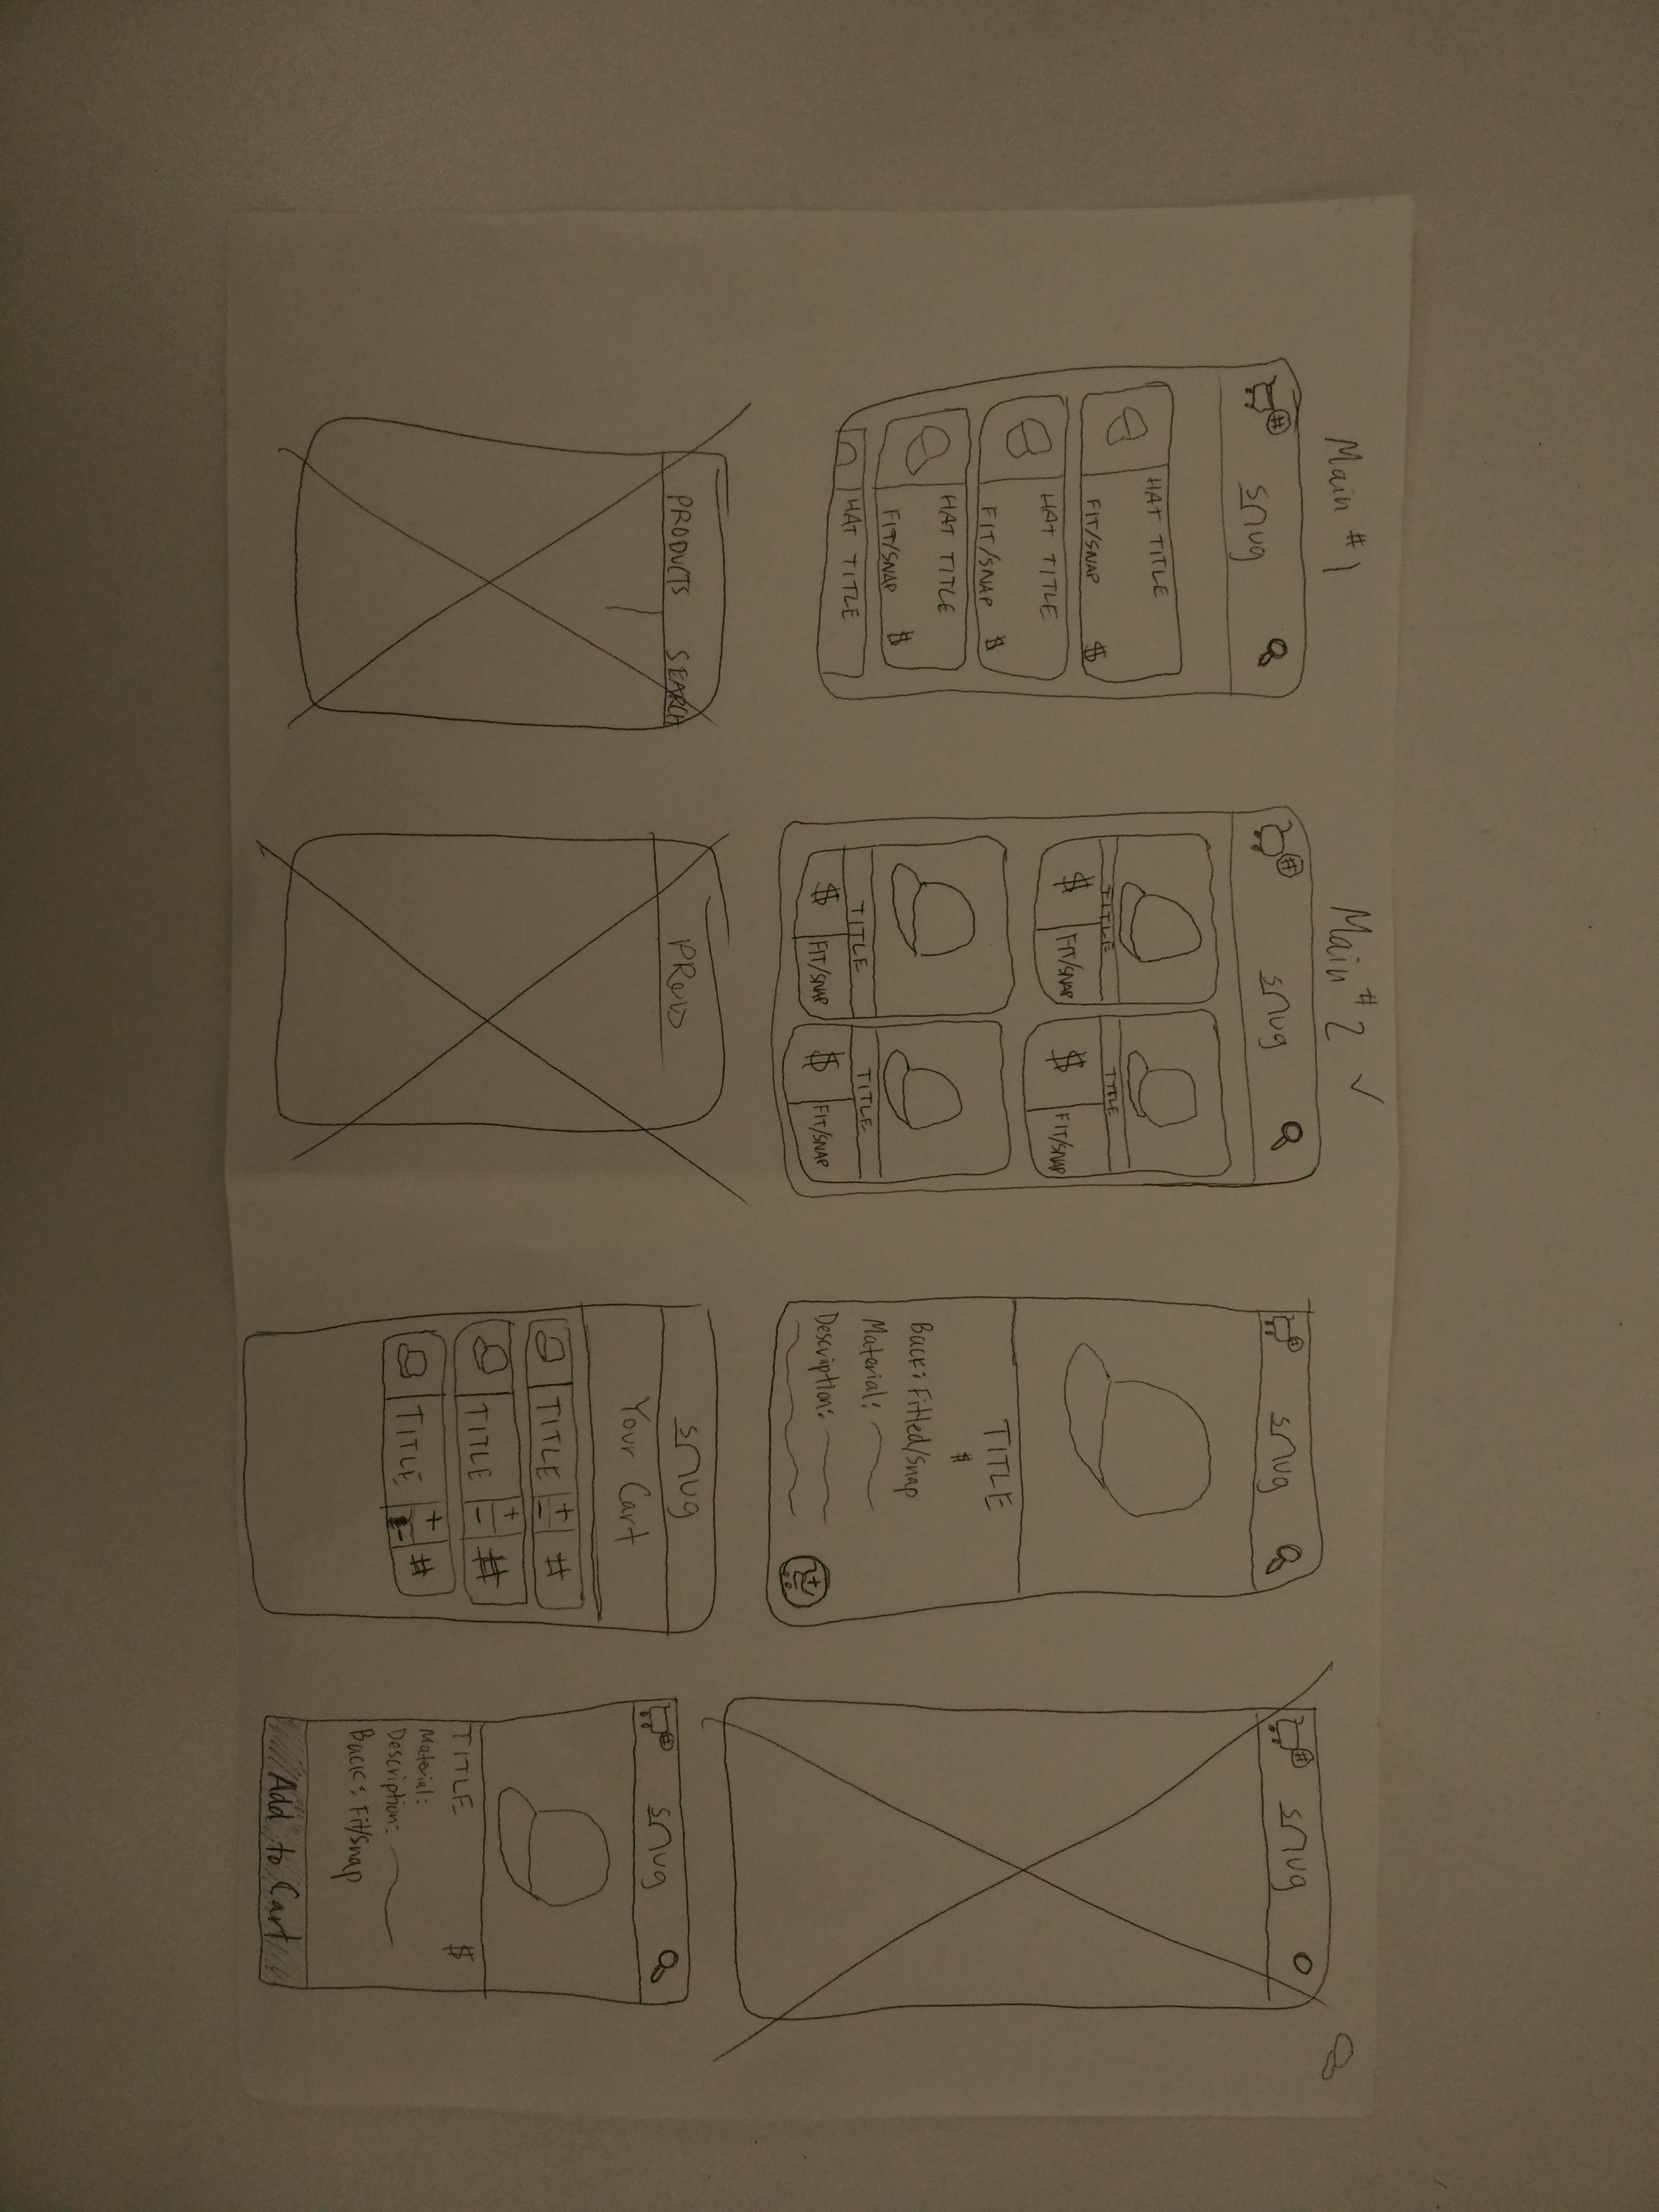 Main #1
snug
#
HAT TITLE
FIT/SNAP $
HAT TITLE
FIT/SNAP $
HAT TITLE
FIT/SNAP $
HAT TITLE
Main #2 ✓
snug
#
TITLE
$ FIT/SNAP
TITLE
$ FIT/SNAP
TITLE
$ FIT/SNAP
TITLE
$ FIT/SNAP
snug
TITLE
$
Back: Fitted/Snap
Material:
Description:
+
snug
#
PRODUCTS SEARCH
snug
Your Cart
TITLE + - #
TITLE + - #
TITLE + - #
snug
TITLE $
Material:
Description:
Back: Fit/Snap
Add to Cart